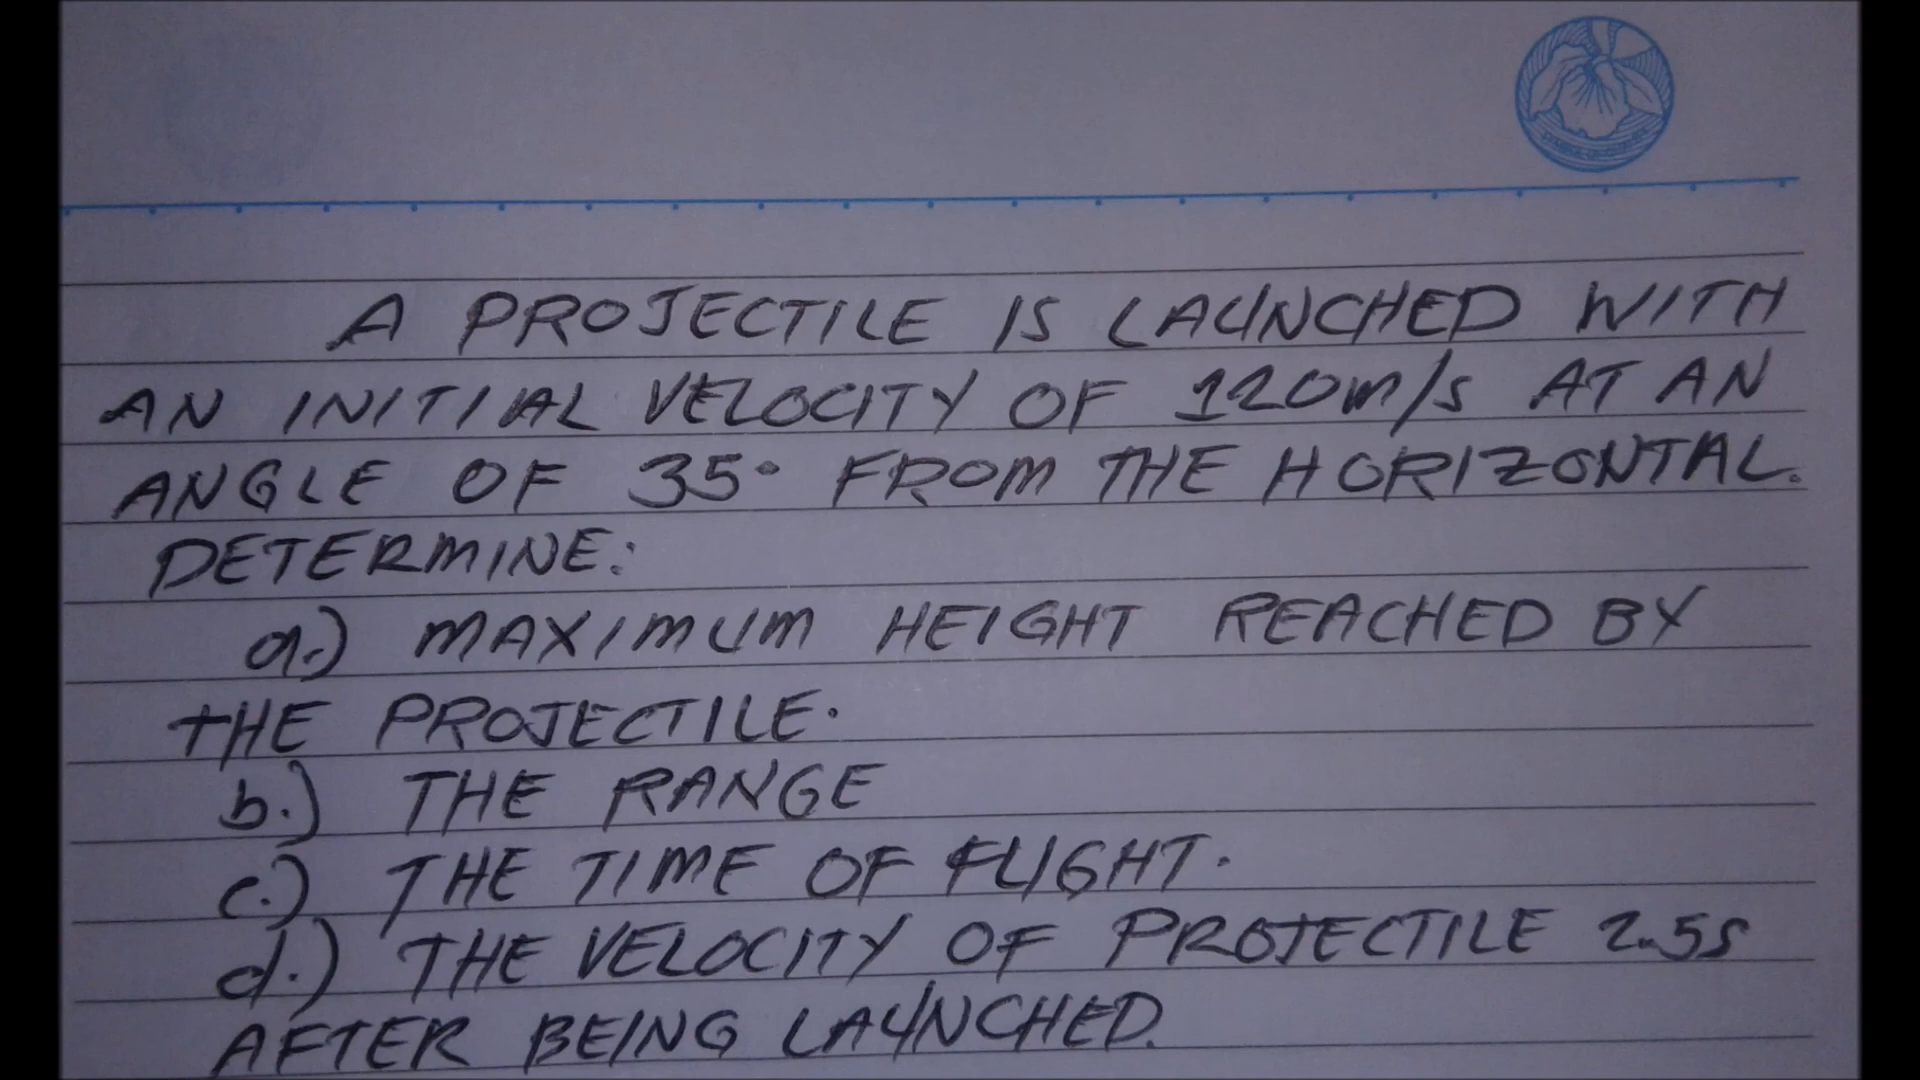 A PROJECTILE IS LAUNCHED WITH
AN INITIAL VELOCITY OF 120m/s AT AN
ANGLE OF 35° FROM THE HORIZONTAL.
DETERMINE:
a.) MAXIMUM HEIGHT REACHED BY
THE PROJECTILE.
b.) THE RANGE
c.) THE TIME OF FLIGHT.
d.) THE VELOCITY OF PROJECTILE 2.5s
AFTER BEING LAUNCHED.